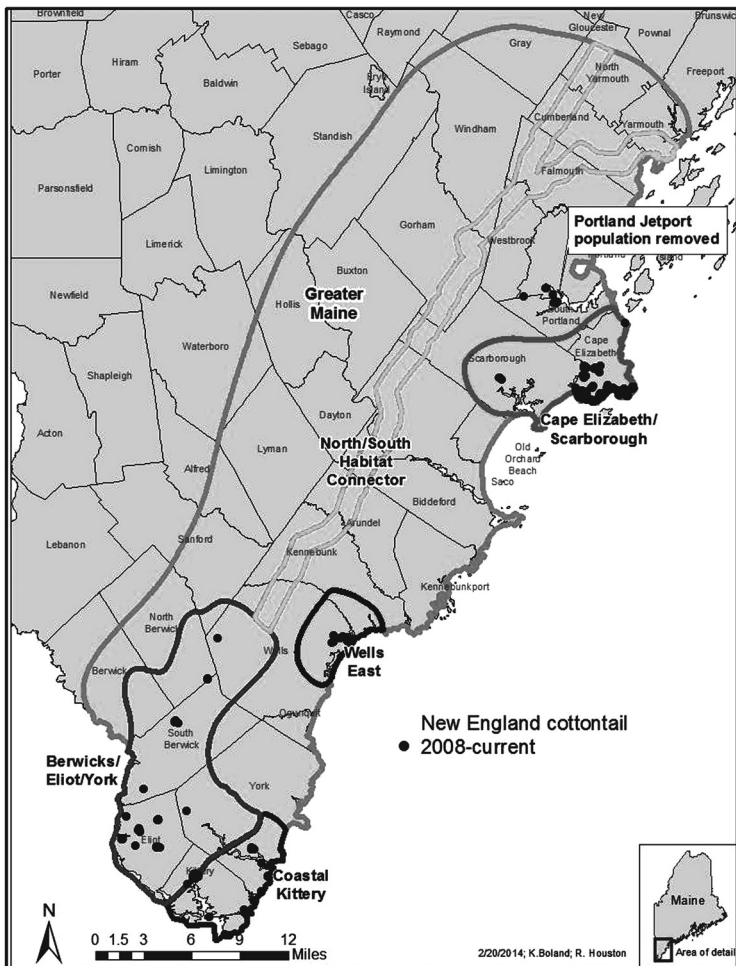 Brownfield
Casco
Raymond
New
Gloucester
Pownal
Brunswick
Hiram
Sebago
Gray
Porter
Baldwin
North
Yarmouth
Freeport
Standish
Windham
Cumberland
Yarmouth
Cornish
Limington
Falmouth
Parsonsfield
Gorham
Westbrook
Portland Jetport
population removed
Limerick
Buxton
Island
Greater
Maine
Hollis
South
Portland
Newfield
Waterboro
Cape
Elizabeth
Scarborough
Shapleigh
Dayton
Cape Elizabeth/
Scarborough
Acton
Lyman
North/South
Habitat
Connector
Old
Orchard
Beach
Saco
Alfred
Biddeford
Lebanon
Sanford
Arundel
Kennebunk
Kennebunkport
North
Berwick
Wells
Berwick
Wells
East
Ogunquit
New England cottontail
2008-current
South
Berwick
Berwicks/
Eliot/York
York
Eliot
Kittery
Coastal
Kittery
Maine
N
0 1.5 3 6 9 12
Miles
2/20/2014; K.Boland; R. Houston
Area of detail